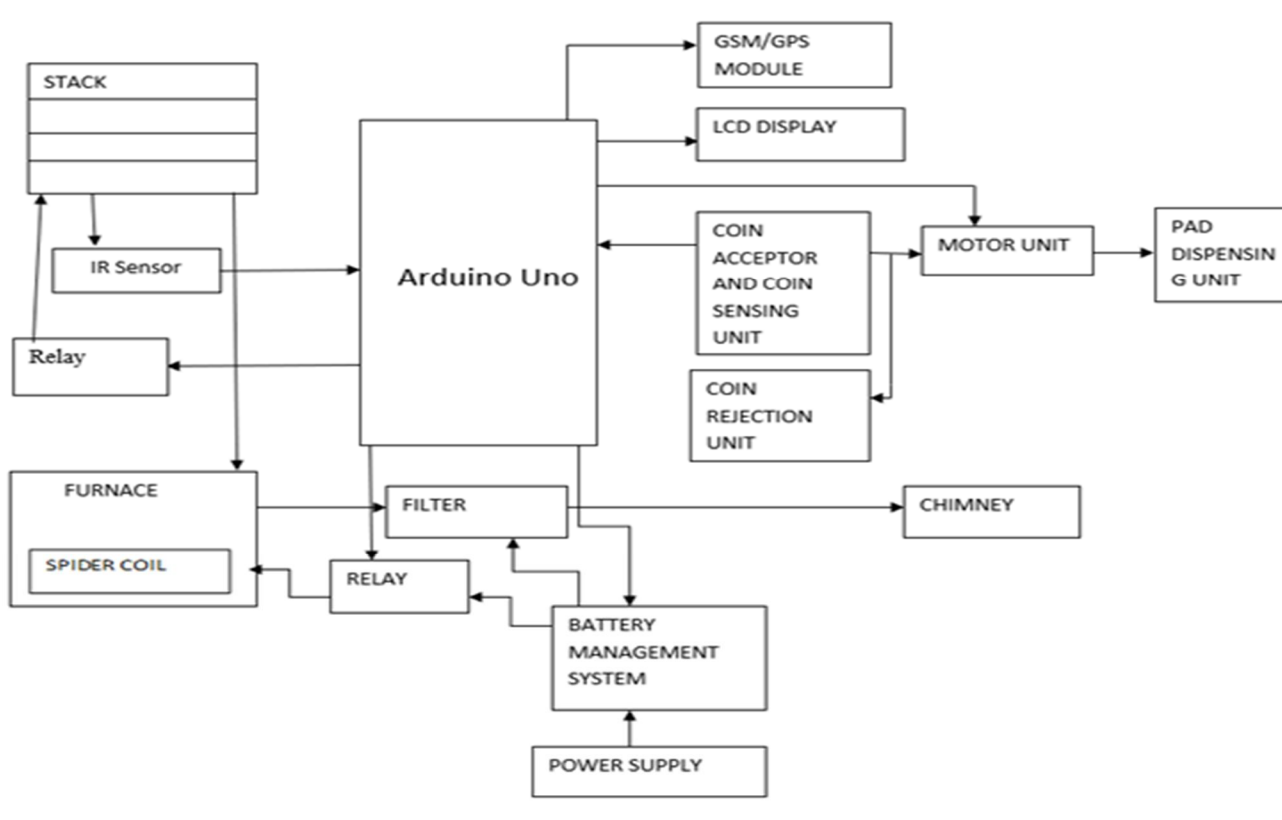 GSM/GPS
MODULE
STACK
LCD DISPLAY
COIN
ACCEPTOR
AND COIN
SENSING
UNIT
MOTOR UNIT
PAD
DISPENSIN
G UNIT
IR Sensor
Arduino Uno
Relay
COIN
REJECTION
UNIT
FURNACE
FILTER
CHIMNEY
SPIDER COIL
RELAY
BATTERY
MANAGEMENT
SYSTEM
POWER SUPPLY